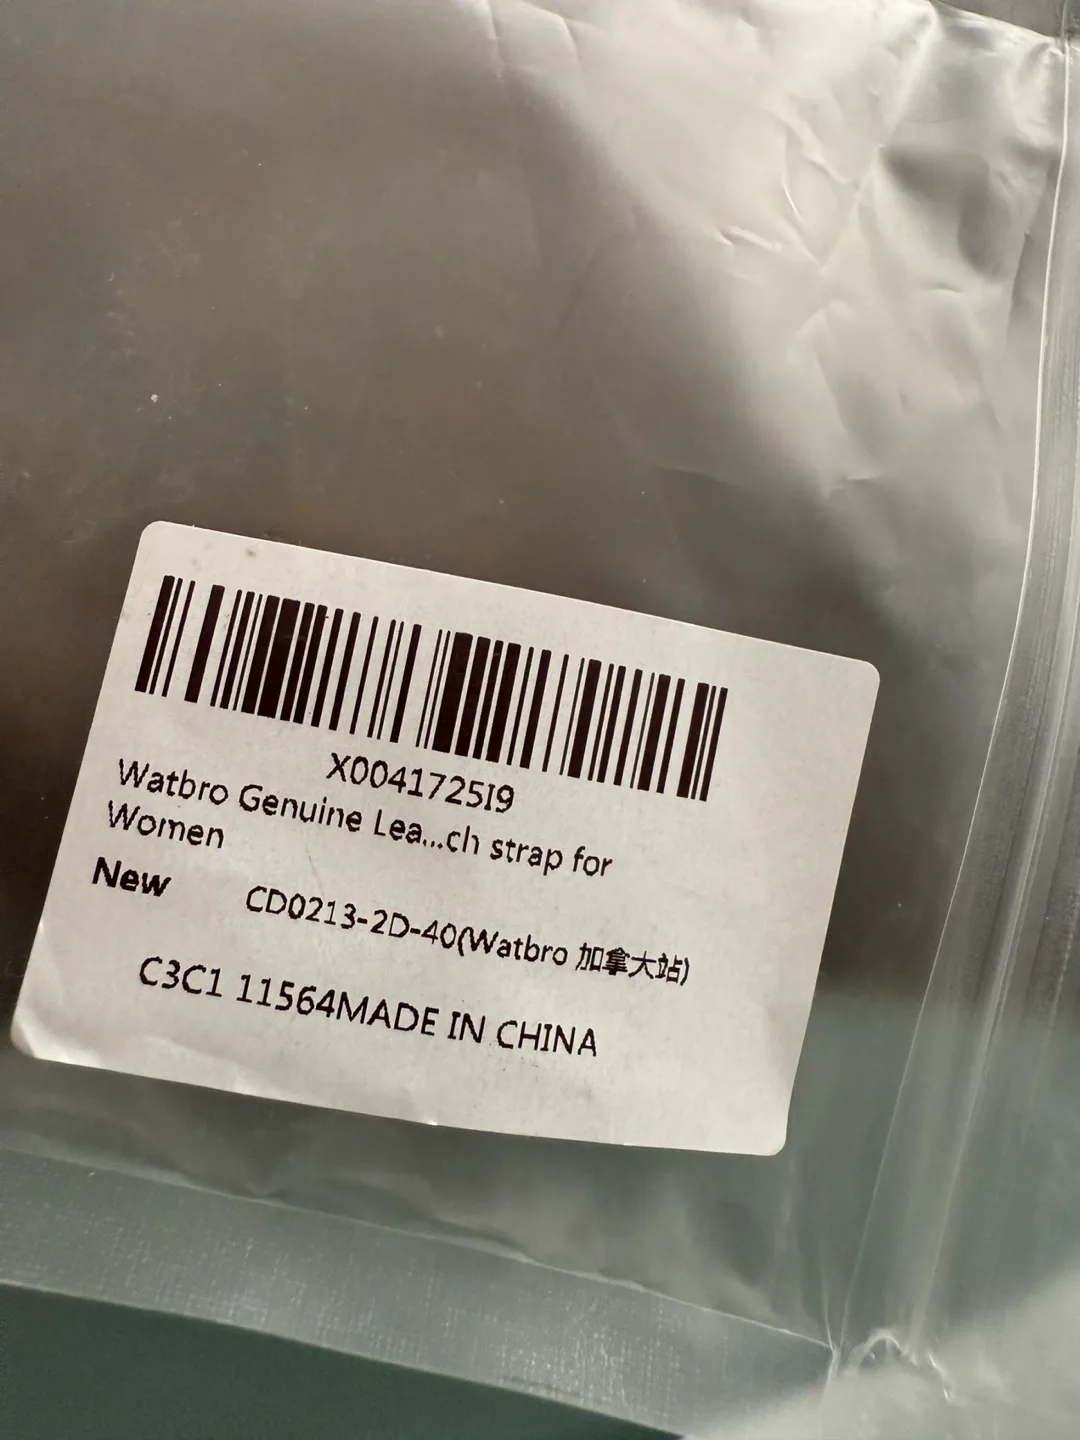 X0041725I9
Watbro Genuine Lea...ch strap for
Women
New
CD0213-2D-40(Watbro 加拿大站)
C3C1 11564MADE IN CHINA